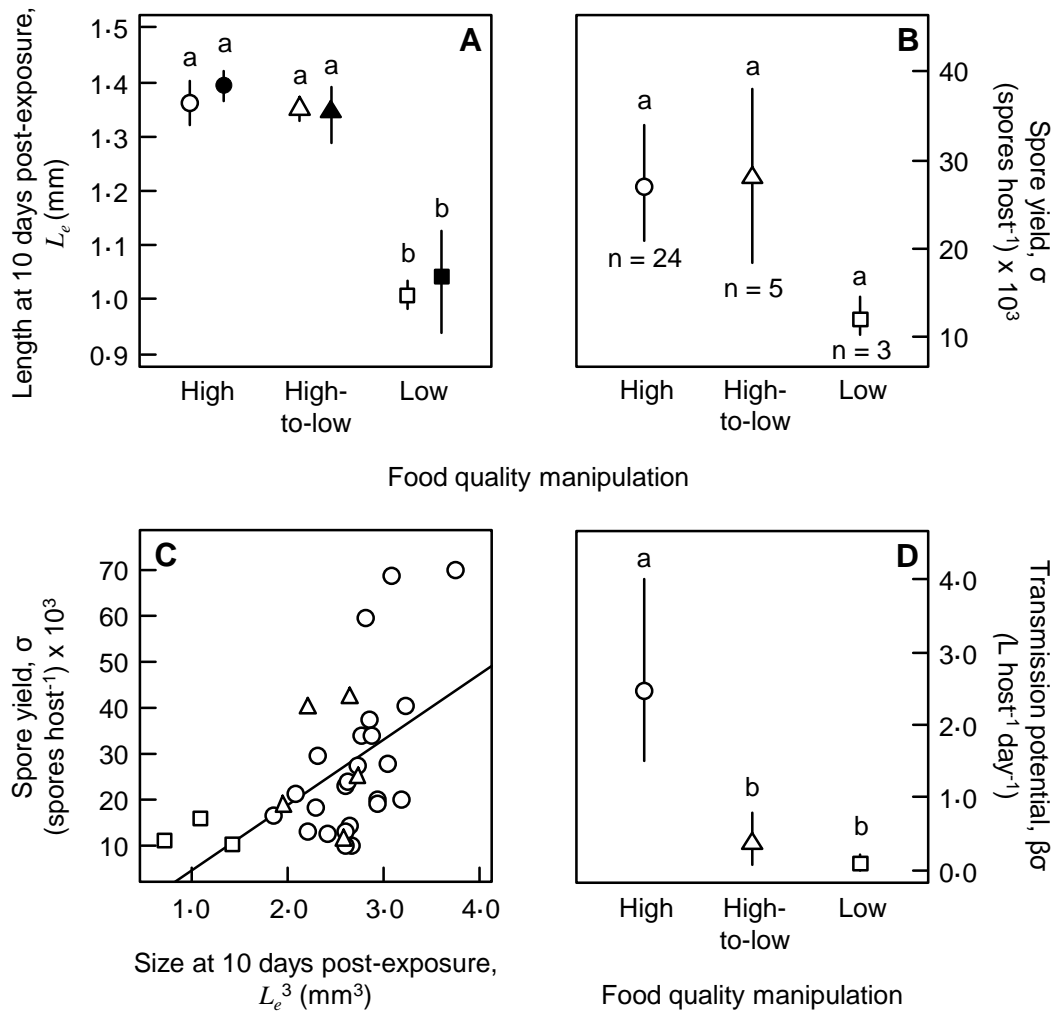 A
Length at 10 days post-exposure,
Lₑ (mm)
1·5
1·4
1·3
1·2
1·1
1·0
0·9
a
a
a
a
b
b
High
High-
to-low
Low
B
a
a
a
n = 24
n = 5
n = 3
40
30
20
10
Spore yield, σ
(spores host⁻¹) x 10³
High
High-
to-low
Low
Food quality manipulation
C
Spore yield, σ
(spores host⁻¹) x 10³
70
60
50
40
30
20
10
1·0
2·0
3·0
4·0
Size at 10 days post-exposure,
Lₑ³ (mm³)
D
a
b
b
4·0
3·0
2·0
1·0
0·0
Transmission potential, βσ
(L host⁻¹ day⁻¹)
High
High-
to-low
Low
Food quality manipulation